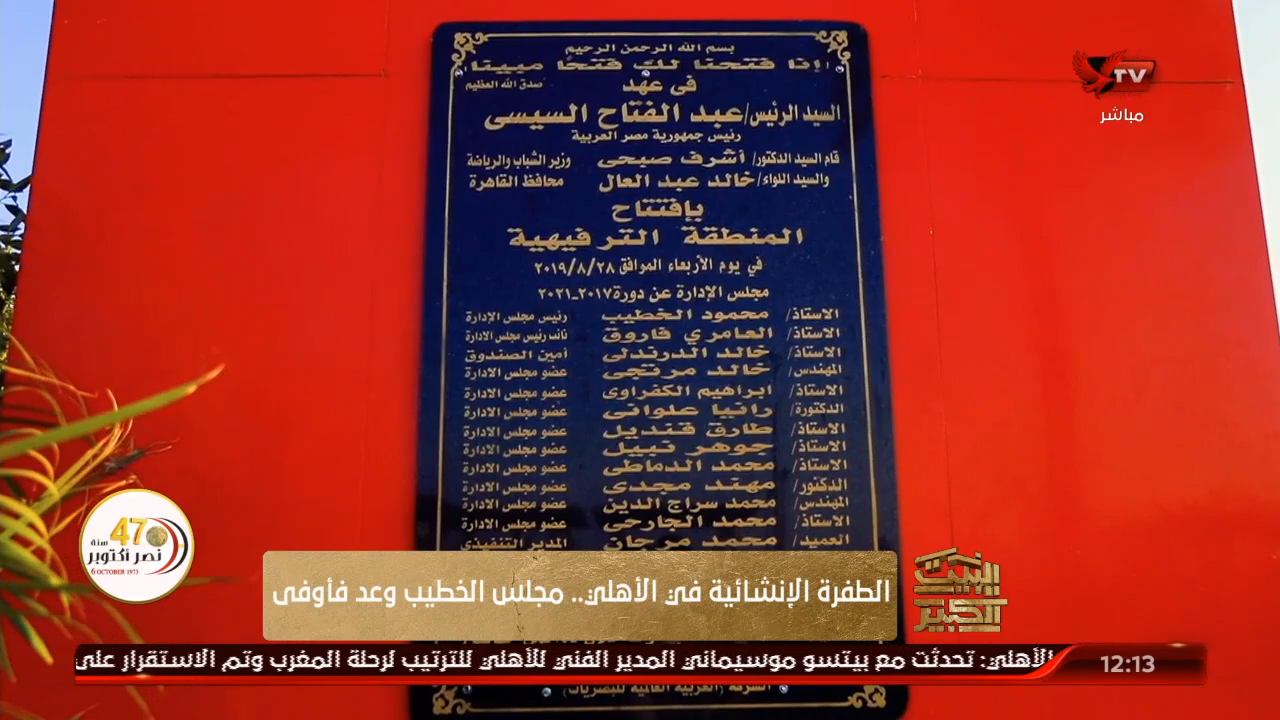 بسم الله الرحمن الرحيم
إنا فتحنا لك فتحًا مبينا
صدق الله العظيم
فى عهد
السيد الرئيس/ عبد الفتاح السيسى
رئيس جمهورية مصر العربية
قام السيد الدكتور/ أشرف صبحى وزير الشباب والرياضة
والسيد اللواء/ خالد عبد العال محافظ القاهرة
بإفتتاح
المنطقة الترفيهية
في يوم الأربعاء الموافق ٢٠١٩/٨/٢٨
مجلس الإدارة عن دورة ٢٠١٧-٢٠٢١
الاستاذ/ محمود الخطيب رئيس مجلس الإدارة
الاستاذ/ العامري فاروق نائب رئيس مجلس الادارة
الاستاذ/ خالد الدرندلى أمين الصندوق
المهندس/ خالد مرتجى عضو مجلس الادارة
الاستاذ/ ابراهيم الكفراوى عضو مجلس الادارة
الدكتورة/ رانيا علوانى عضو مجلس الادارة
الاستاذ/ طارق قنديل عضو مجلس الادارة
الاستاذ/ جوهر نبيل عضو مجلس الادارة
الاستاذ/ محمد الدماطى عضو مجلس الادارة
الدكتور/ مهند مجدى عضو مجلس الادارة
المهندس/ محمد سراج الدين عضو مجلس الادارة
الاستاذ/ محمد الجارحى عضو مجلس الادارة
العميد/ محمد مرجان المدير التنفيذي
TV
مباشر
47 سنة
نصر أكتوبر
6 OCTOBER 1973
الطفرة الإنشائية في الأهلي.. مجلس الخطيب وعد فأوفى
البيت الكبير
الأهلي: تحدثت مع بيتسو موسيماني المدير الفني للأهلي للترتيب لرحلة المغرب وتم الاستقرار على
12:13
الشركة (العربية العالمية للبصريات)